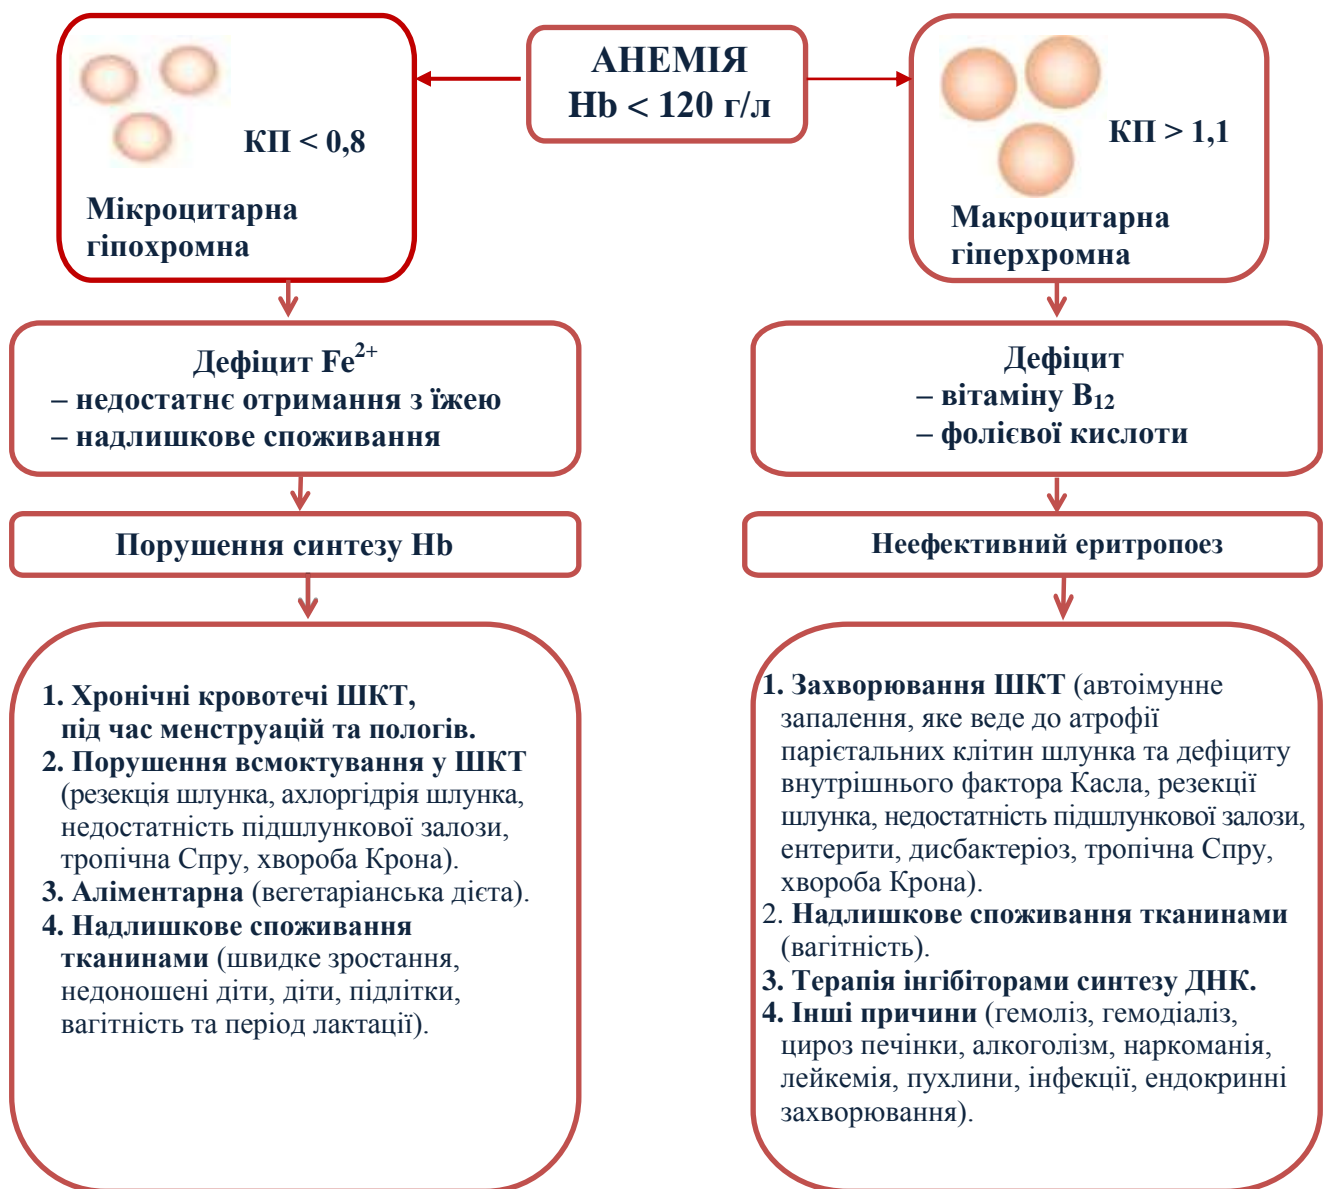 АНЕМІЯ
Hb < 120 г/л
КП < 0,8
Мікроцитарна
гіпохромна
Дефіцит Fe²⁺
– недостатнє отримання з їжею
– надлишкове споживання
Порушення синтезу Hb
1. Хронічні кровотечі ШКТ,
під час менструацій та пологів.
2. Порушення всмоктування у ШКТ
(резекція шлунка, ахлоргідрія шлунка,
недостатність підшлункової залози,
тропічна Спру, хвороба Крона).
3. Аліментарна (вегетаріанська дієта).
4. Надлишкове споживання
тканинами (швидке зростання,
недоношені діти, діти, підлітки,
вагітність та період лактації).
КП > 1,1
Макроцитарна
гіперхромна
Дефіцит
– вітаміну B₁₂
– фолієвої кислоти
Неефективний еритропоез
1. Захворювання ШКТ (автоімунне
запалення, яке веде до атрофії
парієтальних клітин шлунка та дефіциту
внутрішнього фактора Касла, резекції
шлунка, недостатність підшлункової залози,
ентерити, дисбактеріоз, тропічна Спру,
хвороба Крона).
2. Надлишкове споживання тканинами
(вагітність).
3. Терапія інгібіторами синтезу ДНК.
4. Інші причини (гемоліз, гемодіаліз,
цироз печінки, алкоголізм, наркоманія,
лейкемія, пухлини, інфекції, ендокринні
захворювання).